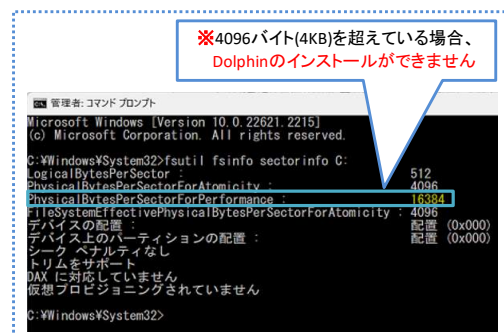 ※4096バイト(4KB)を超えている場合、
Dolphinのインストールができません
管理者: コマンド プロンプト
Microsoft Windows [Version 10.0.22621.2215]
(c) Microsoft Corporation. All rights reserved.
C:¥Windows¥System32>fsutil fsinfo sectorinfo C:
LogicalBytesPerSector : 512
PhysicalBytesPerSectorForAtomicity : 4096
PhysicalBytesPerSectorForPerformance : 16384
FileSystemEffectivePhysicalBytesPerSectorForAtomicity : 4096
デバイスの配置 : 配置 (0x000)
デバイス上のパーティションの配置 : 配置 (0x000)
シーク ペナルティなし
トリムをサポート
DAX に対応していません
仮想プロビジョニングされていません
C:¥Windows¥System32>